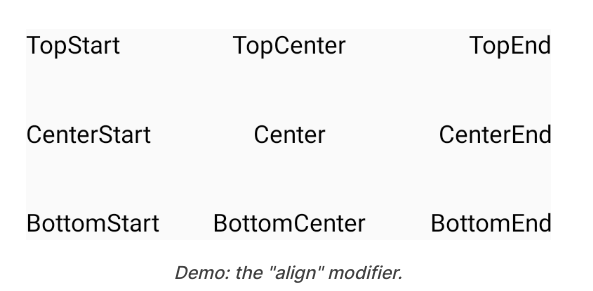 TopStart TopCenter TopEnd
CenterStart Center CenterEnd
BottomStart BottomCenter BottomEnd
Demo: the "align" modifier.